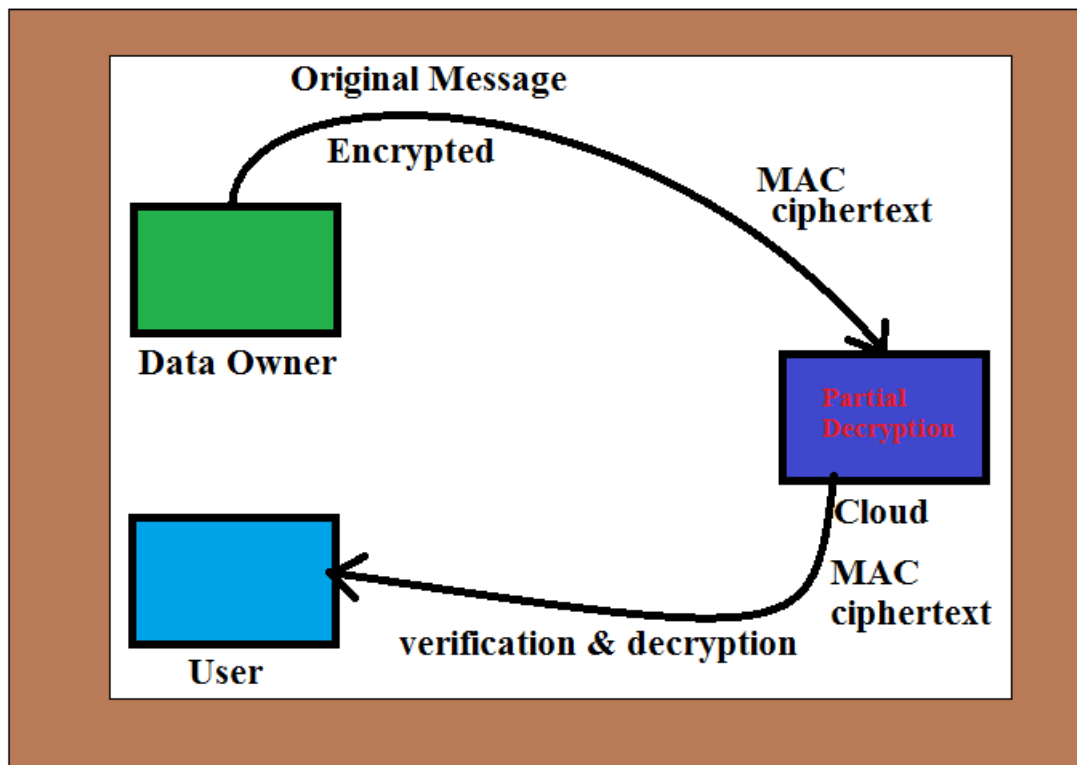 Original Message
Encrypted
MAC
ciphertext
Data Owner
Partial
Decryption
Cloud
MAC
ciphertext
verification & decryption
User